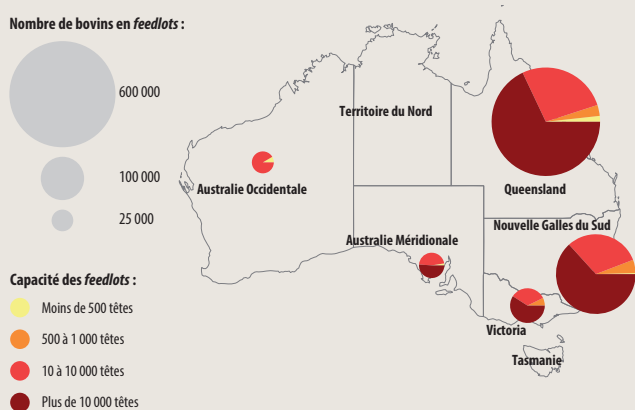 Nombre de bovins en feedlots :
600 000
100 000
25 000
Territoire du Nord
Australie Occidentale
Queensland
Nouvelle Galles du Sud
Australie Méridionale
Victoria
Tasmanie
Capacité des feedlots :
Moins de 500 têtes
500 à 1 000 têtes
10 à 10 000 têtes
Plus de 10 000 têtes